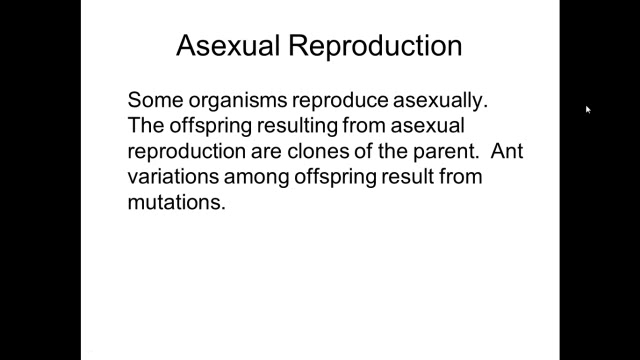 Asexual Reproduction
Some organisms reproduce asexually.
The offspring resulting from asexual
reproduction are clones of the parent.  Ant
variations among offspring result from
mutations.